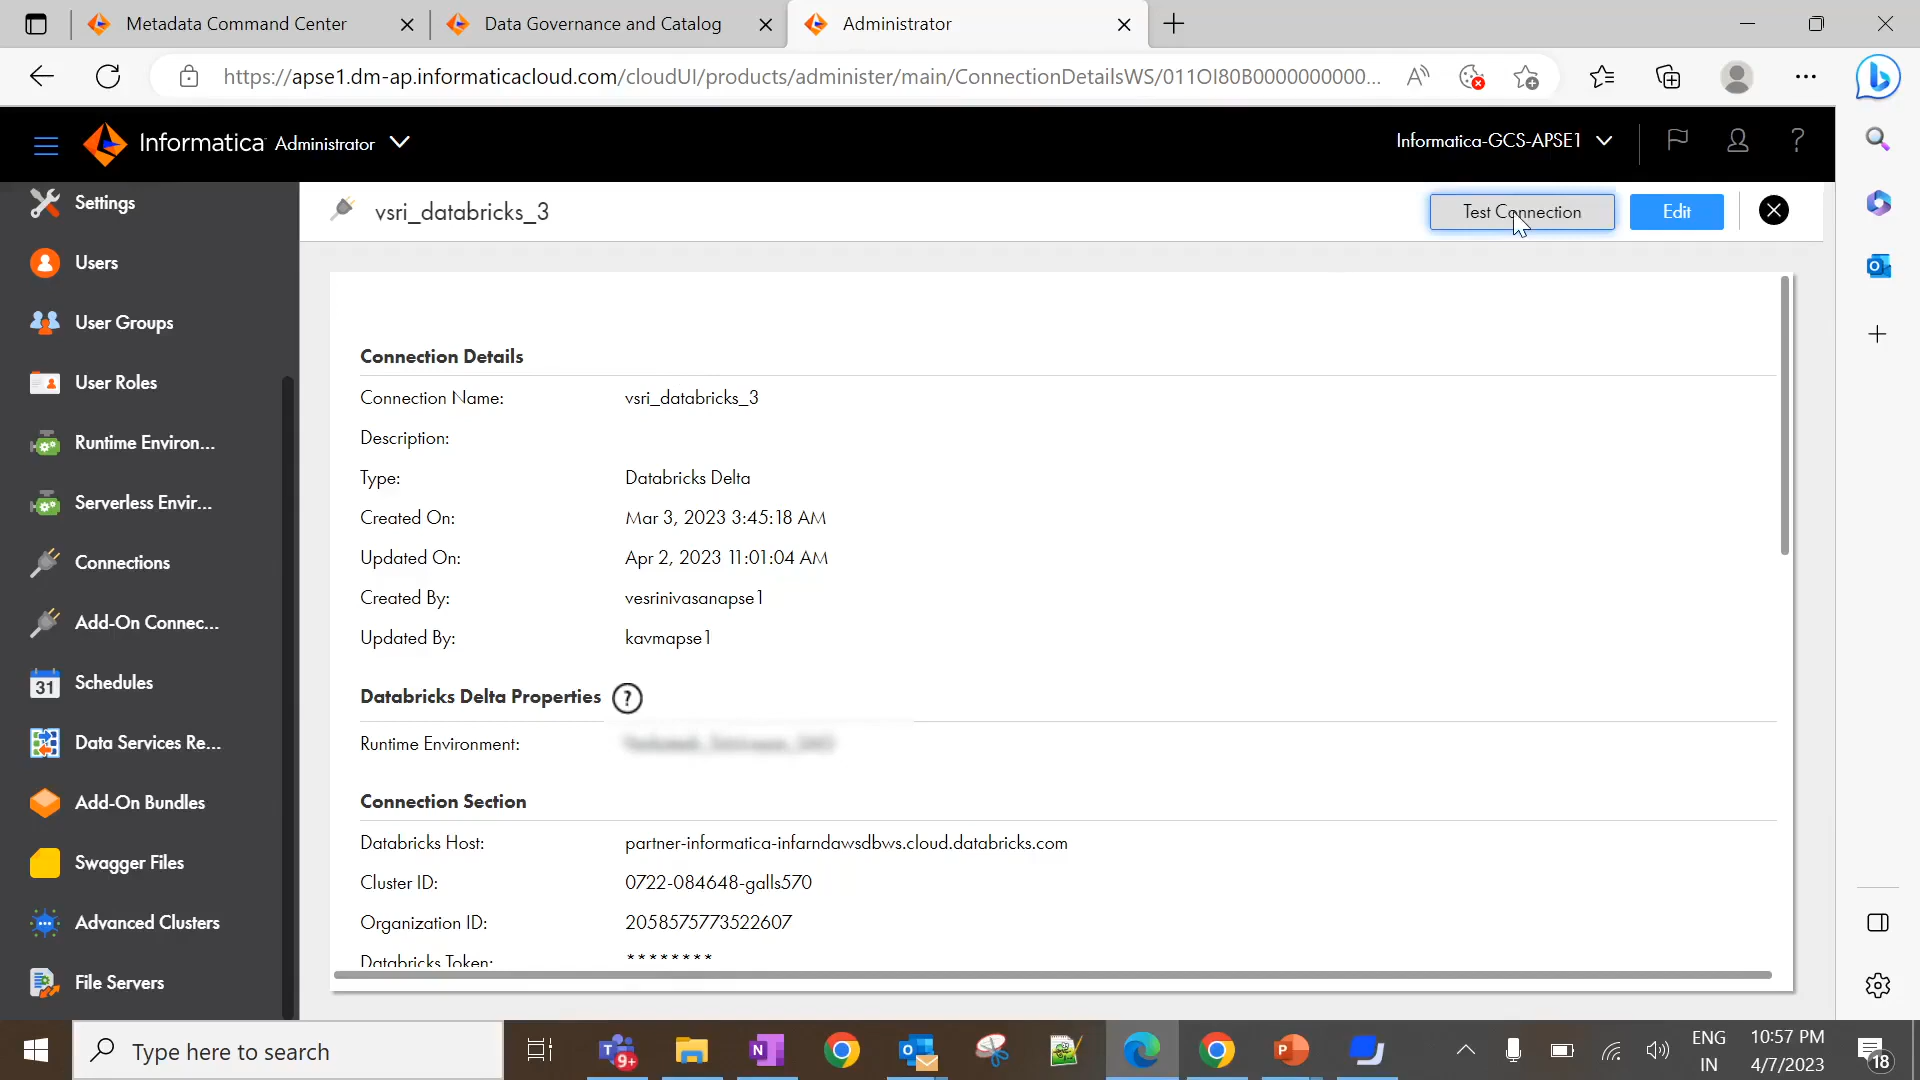 Metadata Command Center
Data Governance and Catalog
Administrator
https://apse1.dm-ap.informaticacloud.com/cloudUI/products/administer/main/ConnectionDetailsWS/011OI80B0000000000...
Informatica Administrator
Informatica-GCS-APSE1
?
Settings
Users
User Groups
User Roles
Runtime Environ...
Serverless Envir...
Connections
Add-On Connec...
31
Schedules
Data Services Re...
Add-On Bundles
Swagger Files
Advanced Clusters
File Servers
vsri_databricks_3
Test Connection
Edit
Connection Details
Connection Name: vsri_databricks_3
Description:
Type: Databricks Delta
Created On: Mar 3, 2023 3:45:18 AM
Updated On: Apr 2, 2023 11:01:04 AM
Created By: vesrinivasanapse1
Updated By: kavmapse1
Databricks Delta Properties ?
Runtime Environment:
Connection Section
Databricks Host: partner-informatica-infarndawsdbws.cloud.databricks.com
Cluster ID: 0722-084648-galls570
Organization ID: 2058575773522607
Databricks Token: ********
Type here to search
9+
ENG
IN
10:57 PM
4/7/2023
18